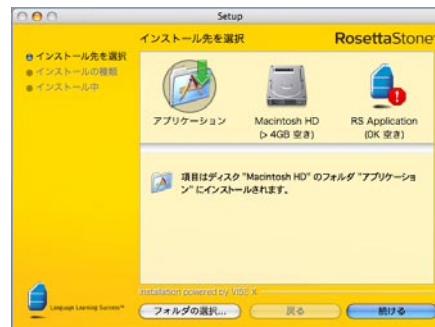 Setup
インストール先を選択
RosettaStone
インストール先を選択
インストールの種類
インストール中
アプリケーション
Macintosh HD
(> 4GB 空き)
RS Application
(0K 空き)
項目はディスク "Macintosh HD" のフォルダ "アプリケーショ
ン" にインストールされます。
Installation powered by VISE X
Language Learning Success™
フォルダの選択...
戻る
続ける